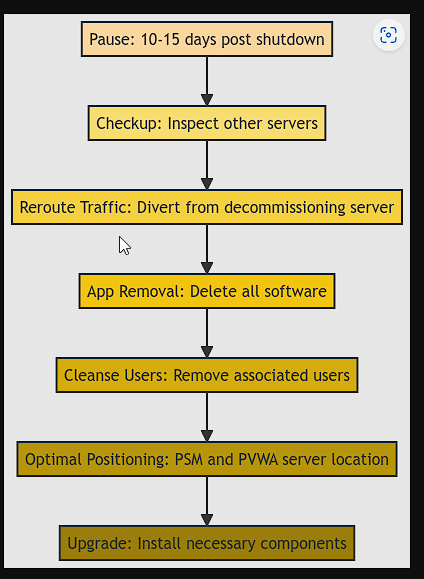 Pause: 10-15 days post shutdown
Checkup: Inspect other servers
Reroute Traffic: Divert from decommissioning server
App Removal: Delete all software
Cleanse Users: Remove associated users
Optimal Positioning: PSM and PVWA server location
Upgrade: Install necessary components